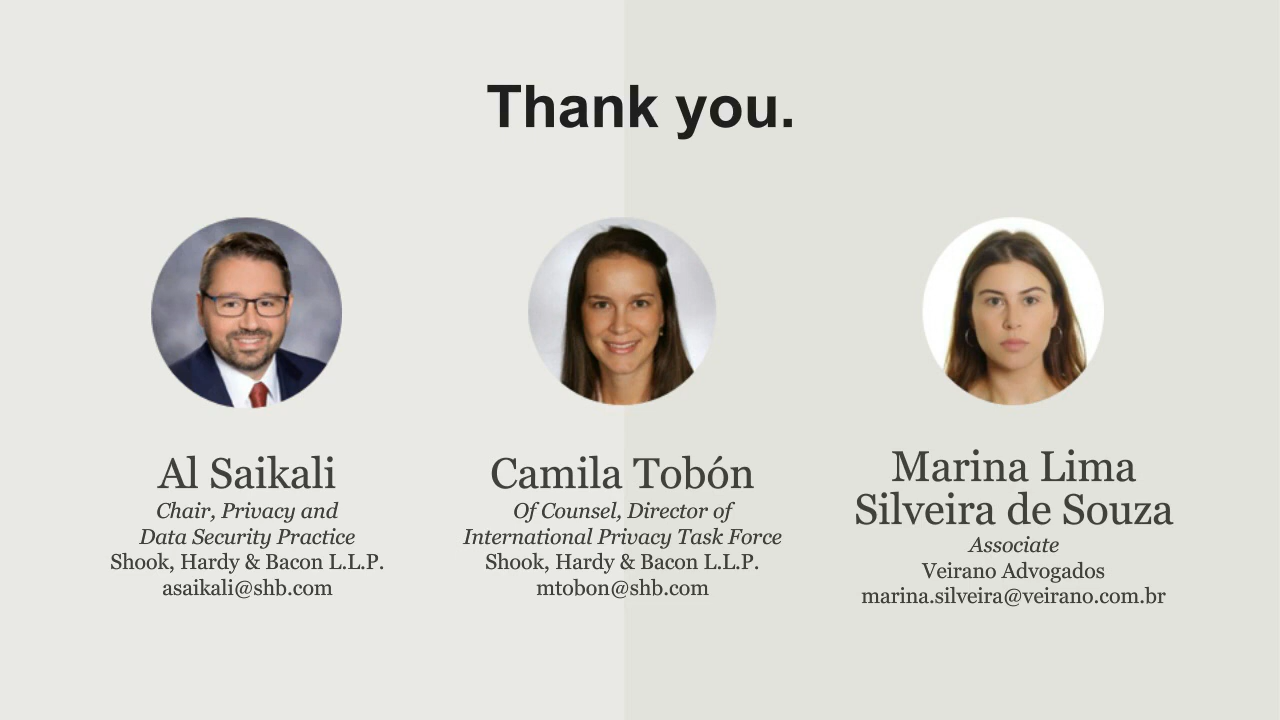 Thank you.
Al Saikali
Chair, Privacy and
Data Security Practice
Shook, Hardy & Bacon L.L.P.
asaikali@shb.com
Camila Tobón
Of Counsel, Director of
International Privacy Task Force
Shook, Hardy & Bacon L.L.P.
mtobon@shb.com
Marina Lima
Silveira de Souza
Associate
Veirano Advogados
marina.silveira@veirano.com.br